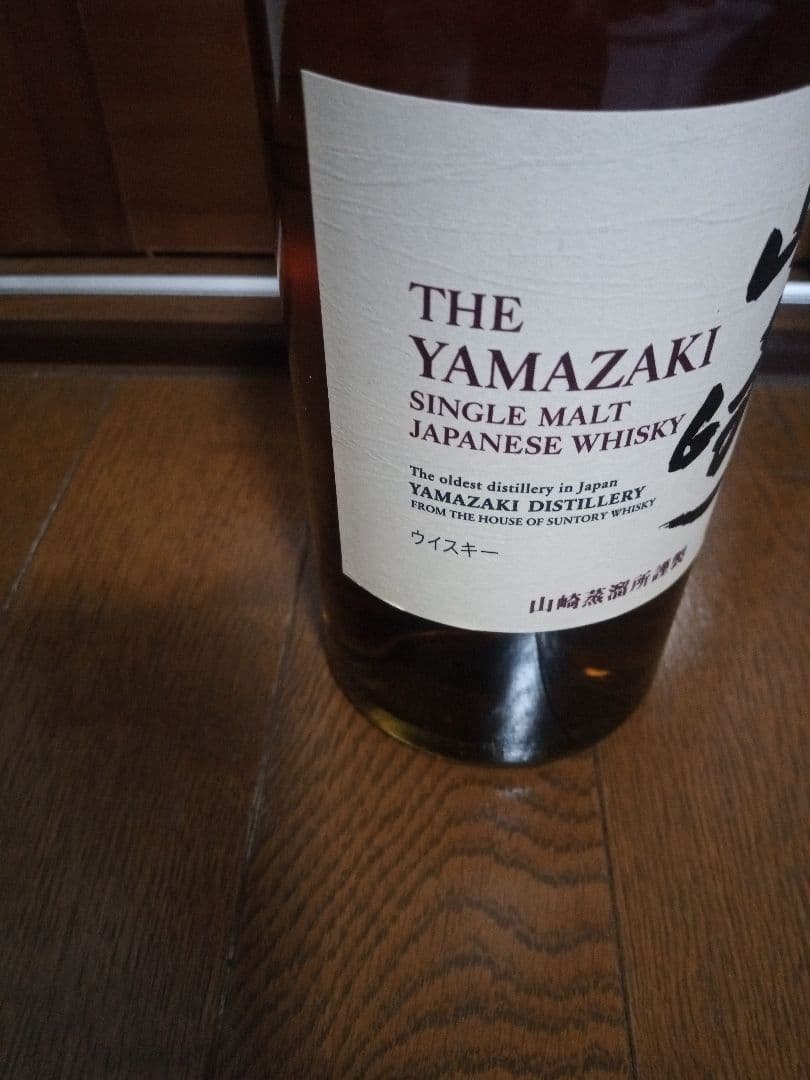 THE
YAMAZAKI
SINGLE MALT
JAPANESE WHISKY
The oldest distillery in Japan
YAMAZAKI DISTILLERY
FROM THE HOUSE OF SUNTORY WHISKY
ウイスキー
山崎蒸溜所謹製